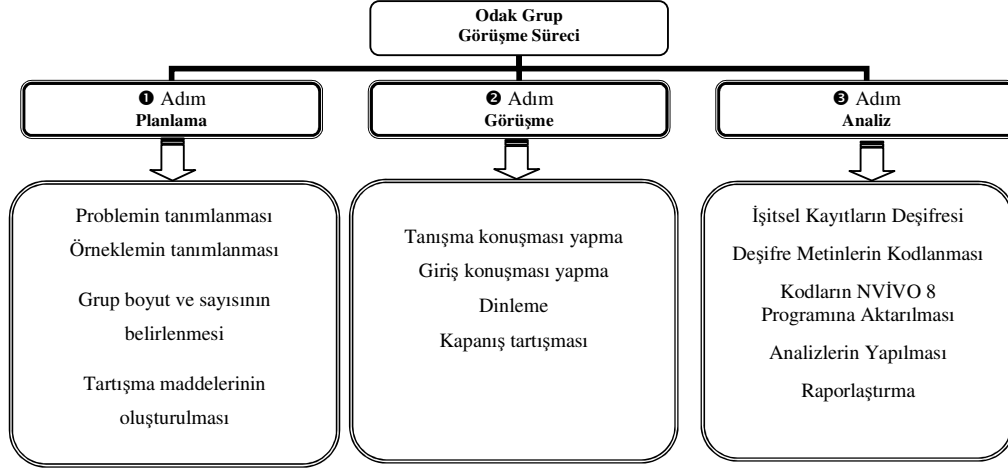 Odak Grup
Görüşme Süreci
❶ Adım
Planlama
❷ Adım
Görüşme
❸ Adım
Analiz
Problemin tanımlanması
Örneklemin tanımlanması
Grup boyut ve sayısının
belirlenmesi
Tartışma maddelerinin
oluşturulması
Tanışma konuşması yapma
Giriş konuşması yapma
Dinleme
Kapanış tartışması
İşitsel Kayıtların Deşifresi
Deşifre Metinlerin Kodlanması
Kodların NVİVO 8
Programına Aktarılması
Analizlerin Yapılması
Raporlaştırma